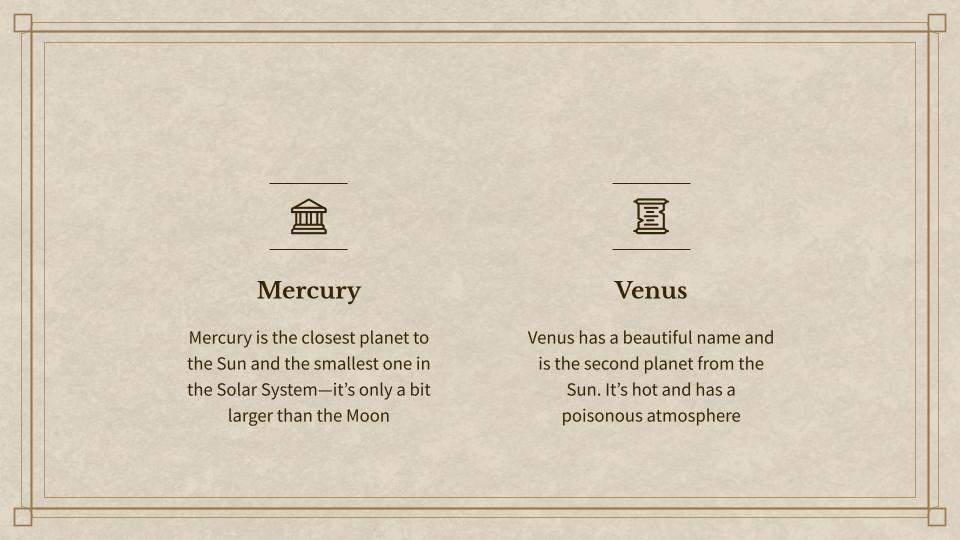 Mercury
Mercury is the closest planet to
the Sun and the smallest one in
the Solar System—it’s only a bit
larger than the Moon
Venus
Venus has a beautiful name and
is the second planet from the
Sun. It’s hot and has a
poisonous atmosphere